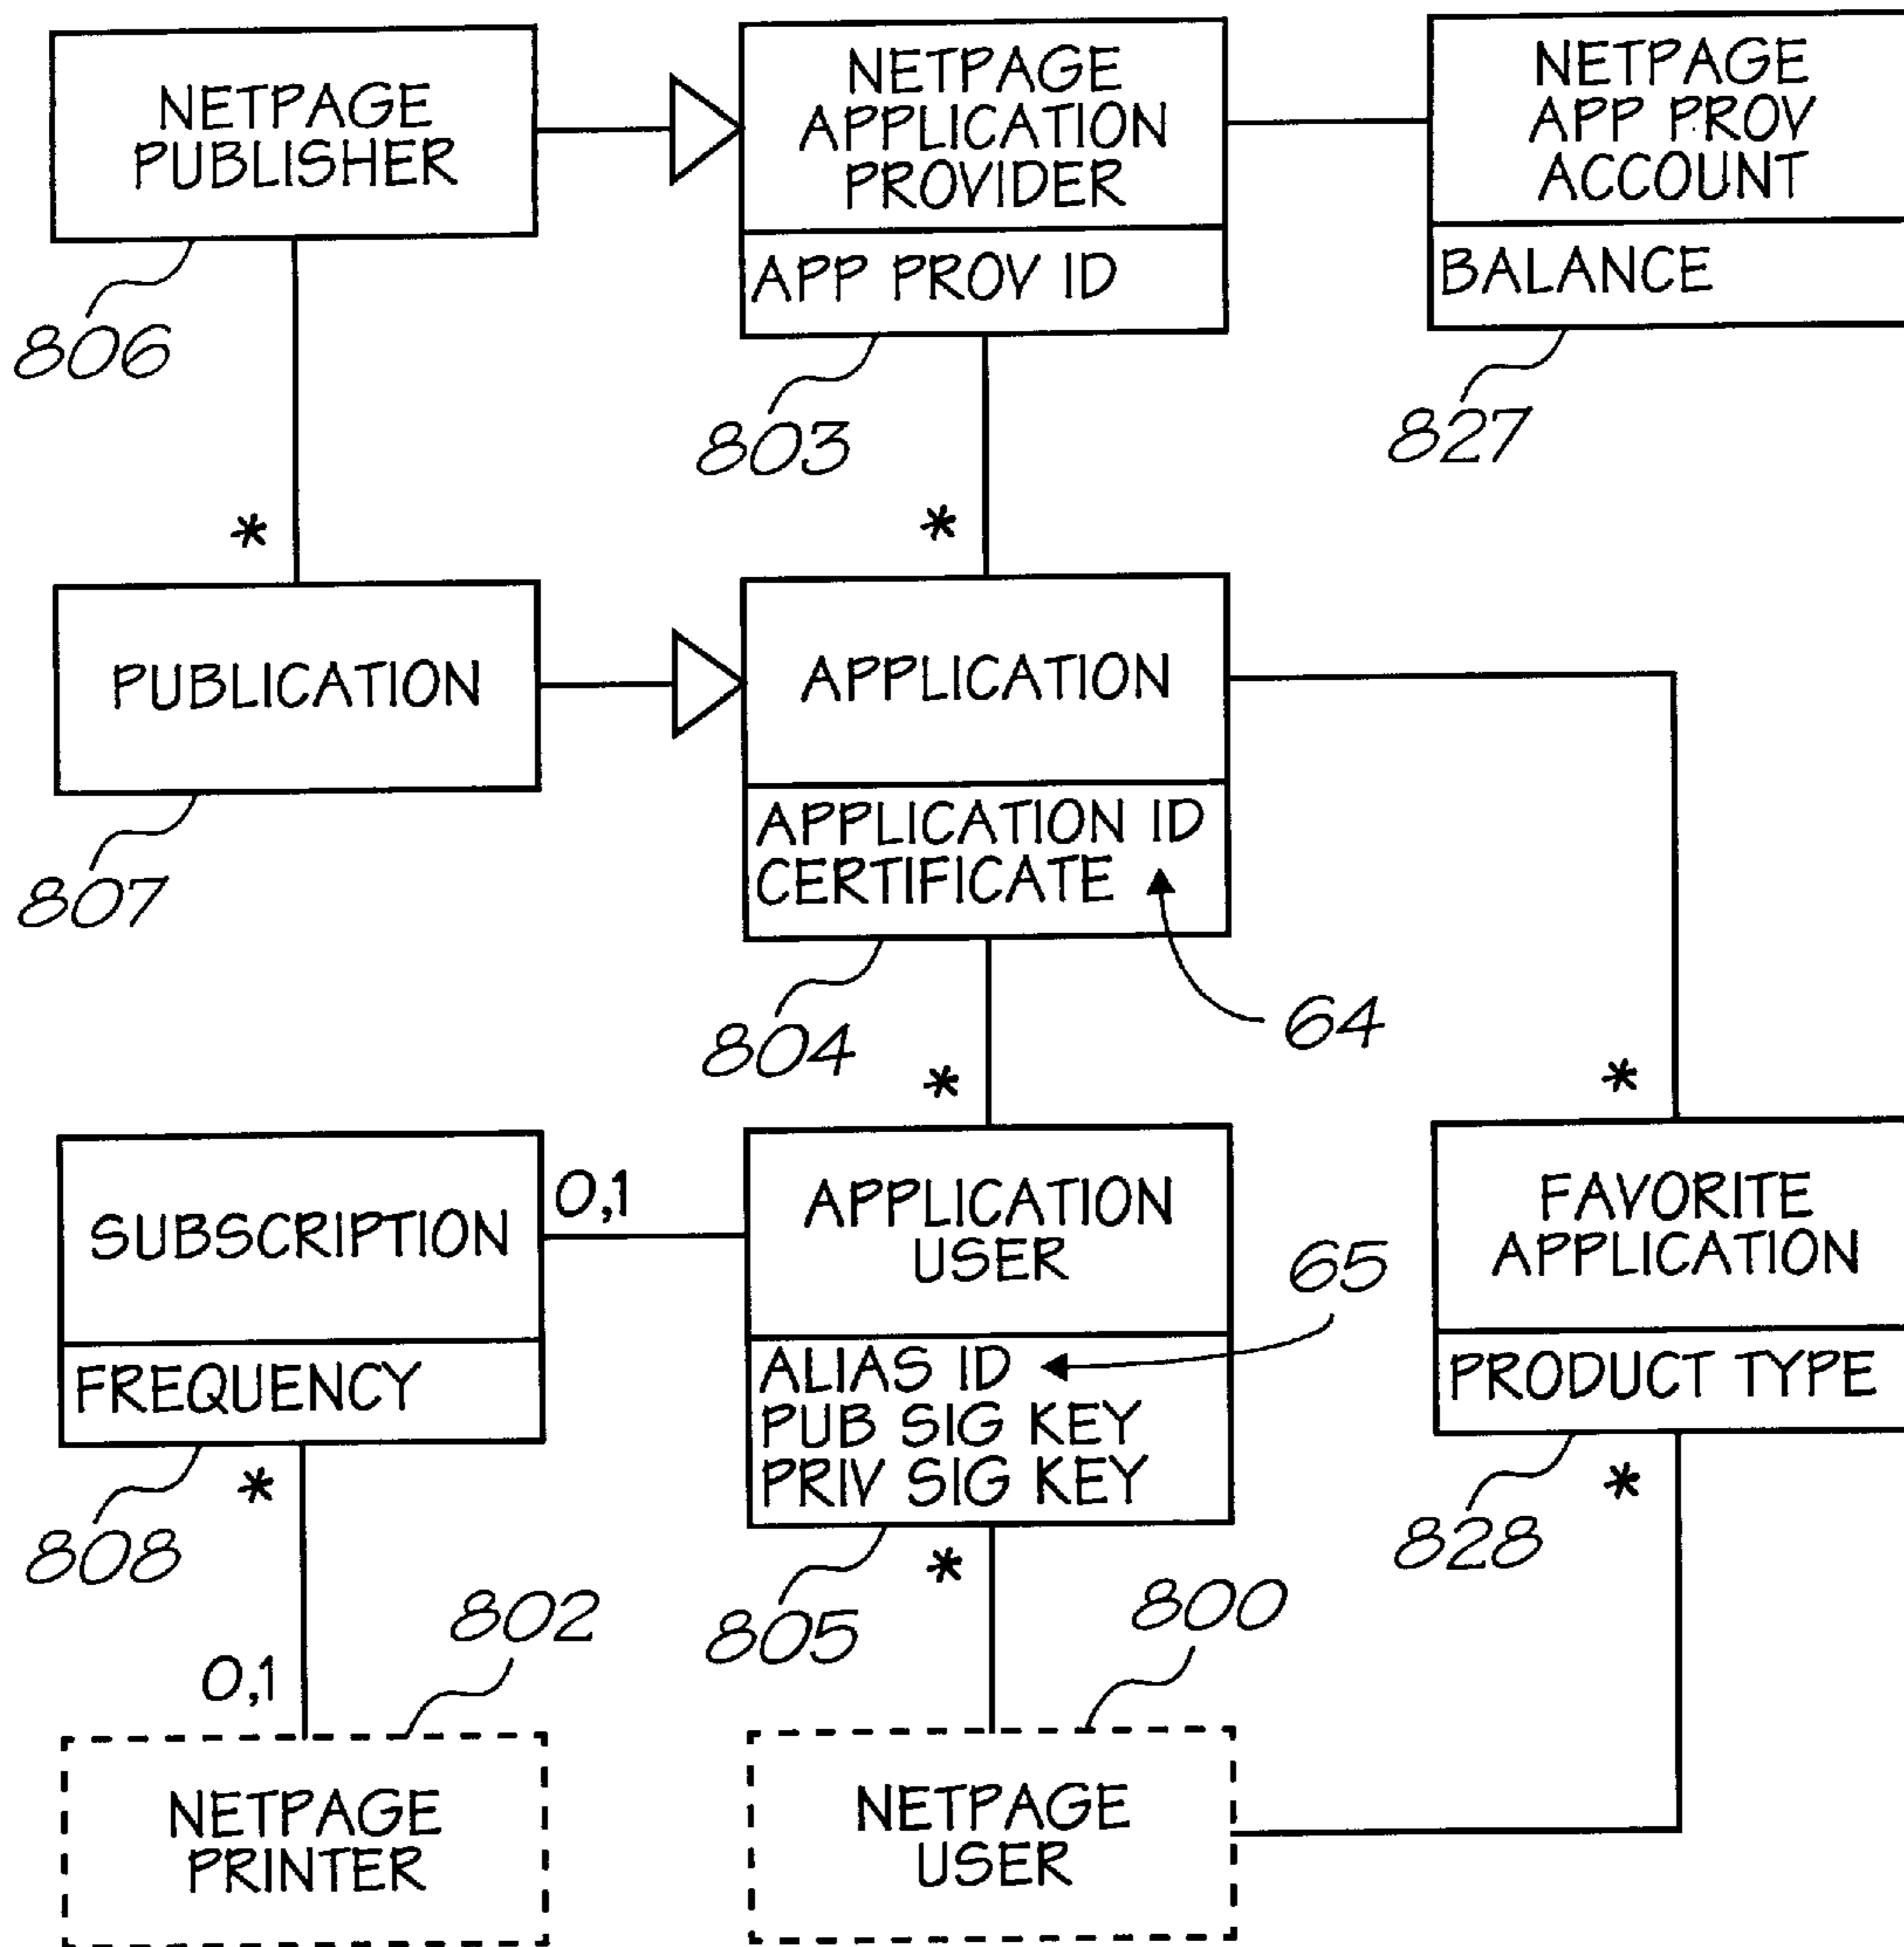 NETPAGE
PUBLISHER
806
NETPAGE
APPLICATION
PROVIDER
APP PROV ID
803
NETPAGE
APP PROV
ACCOUNT
BALANCE
827
*
*
PUBLICATION
807
APPLICATION
APPLICATION ID
CERTIFICATE
64
804
*
*
SUBSCRIPTION
0,1
FREQUENCY
808
*
APPLICATION
USER
65
ALIAS ID
PUB SIG KEY
PRIV SIG KEY
805
*
FAVORITE
APPLICATION
PRODUCT TYPE
828
*
802
0,1
NETPAGE
PRINTER
800
NETPAGE
USER